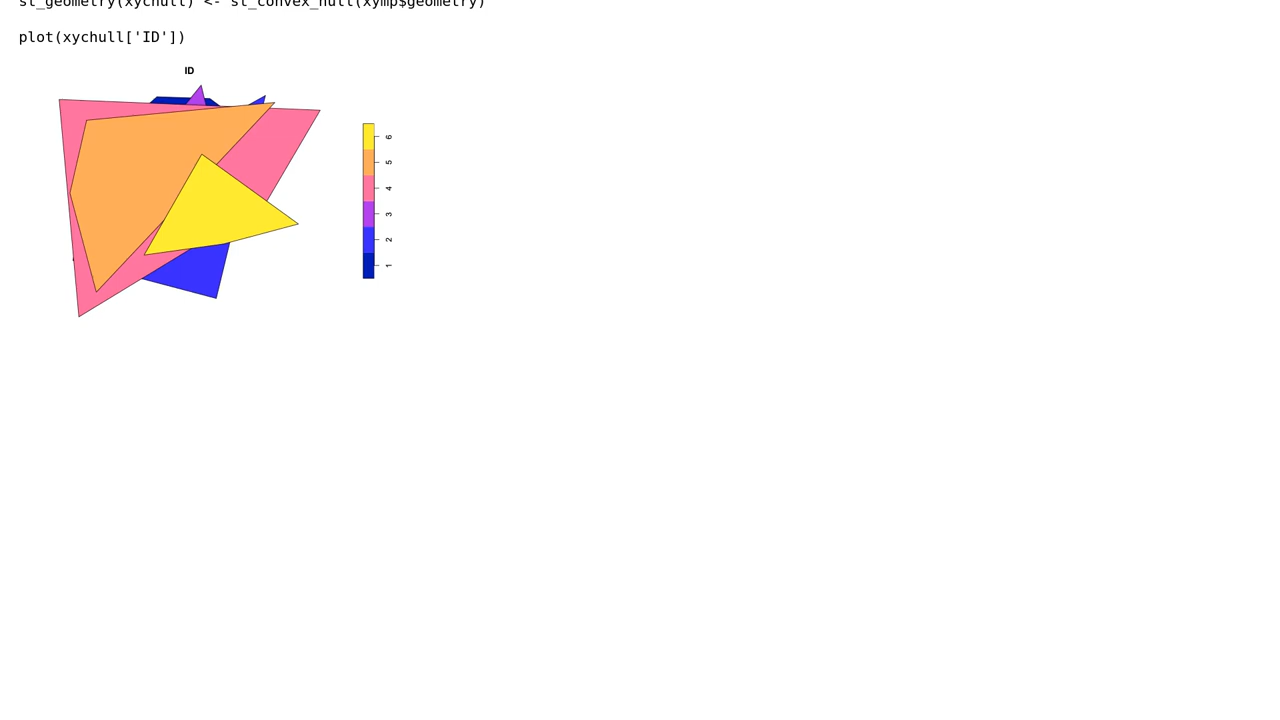 st_geometry(xychull) <- st_convex_hull(xymp$geometry)
plot(xychull['ID'])
ID
6
5
4
3
2
1